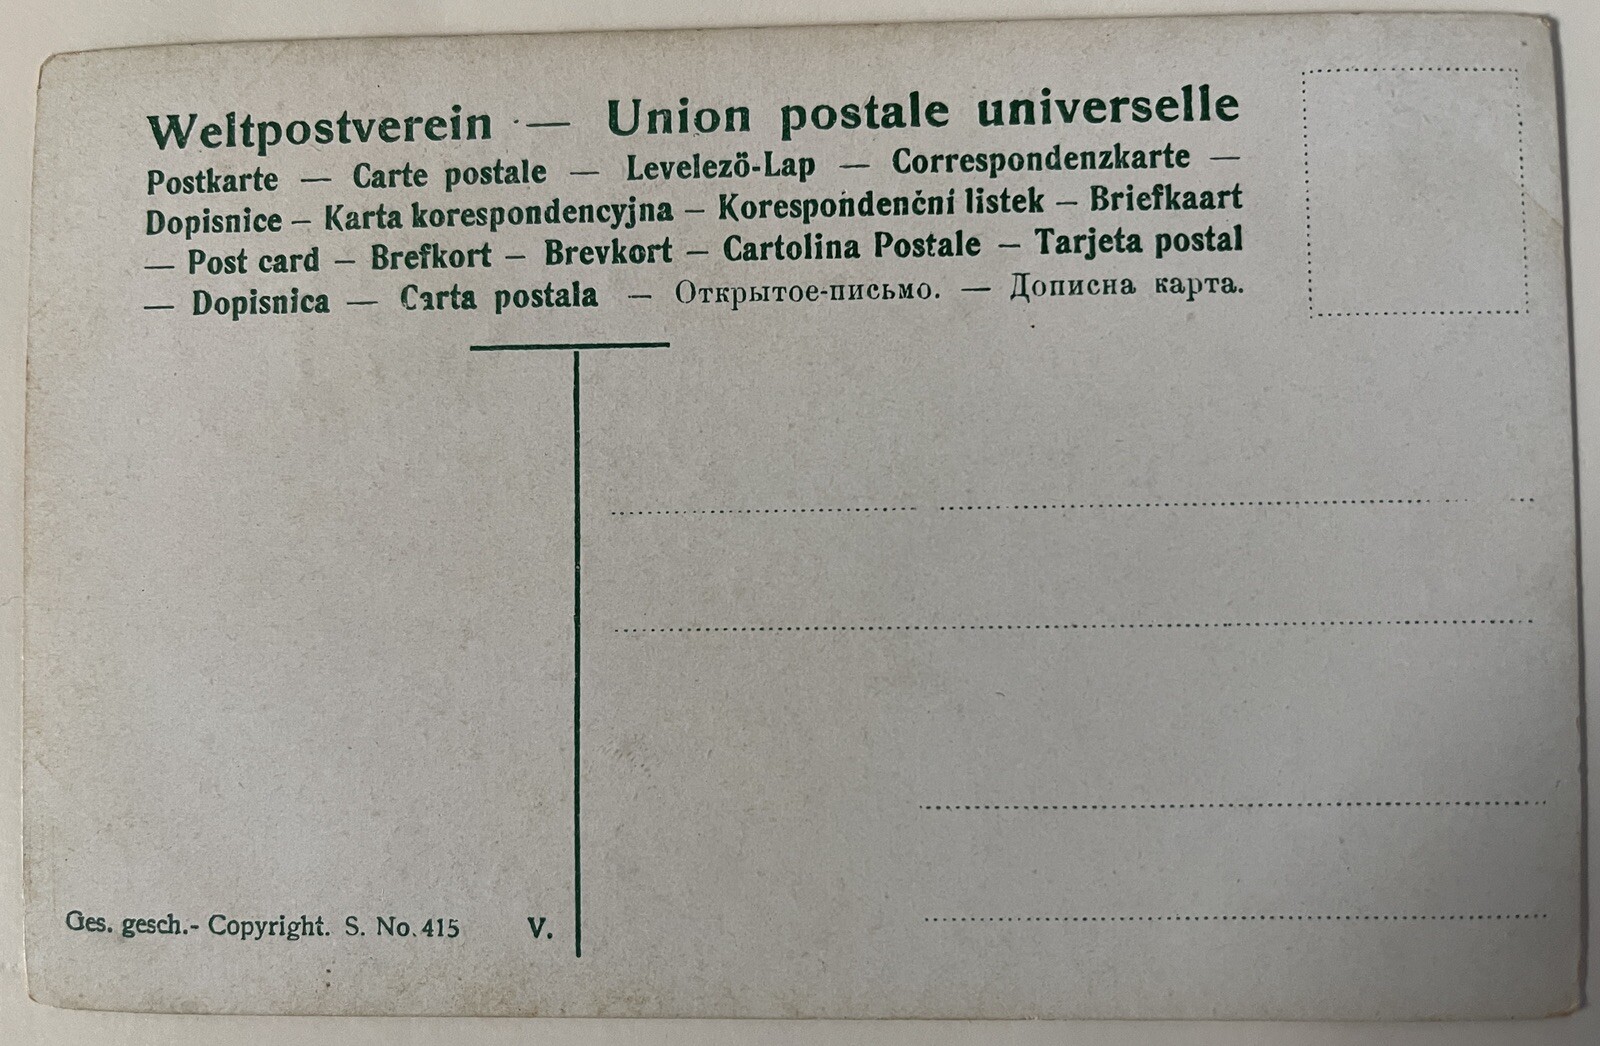 Weltpostverein — Union postale universelle
Postkarte — Carte postale — Levelező-Lap — Correspondenzkarte —
Dopisnice — Karta korespondencyjna — Korespondenční listek — Briefkaart
— Post card — Brefkort — Brevkort — Cartolina Postale — Tarjeta postal
— Dopisnica — Carta postala — Открытое-письмо. — Дописна карта.
Ges. gesch.- Copyright. S. No. 415 V.